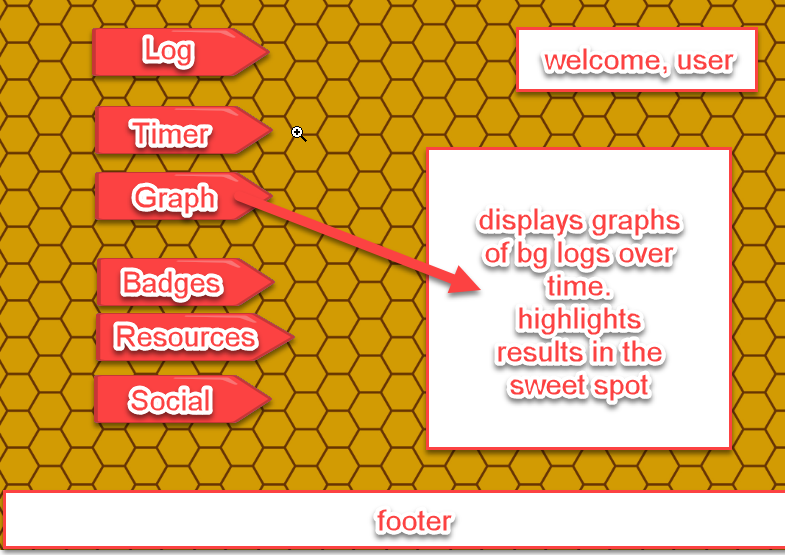 Log
welcome, user
Timer
Graph
displays graphs
of bg logs over
time.
highlights
results in the
sweet spot
Badges
Resources
Social
footer